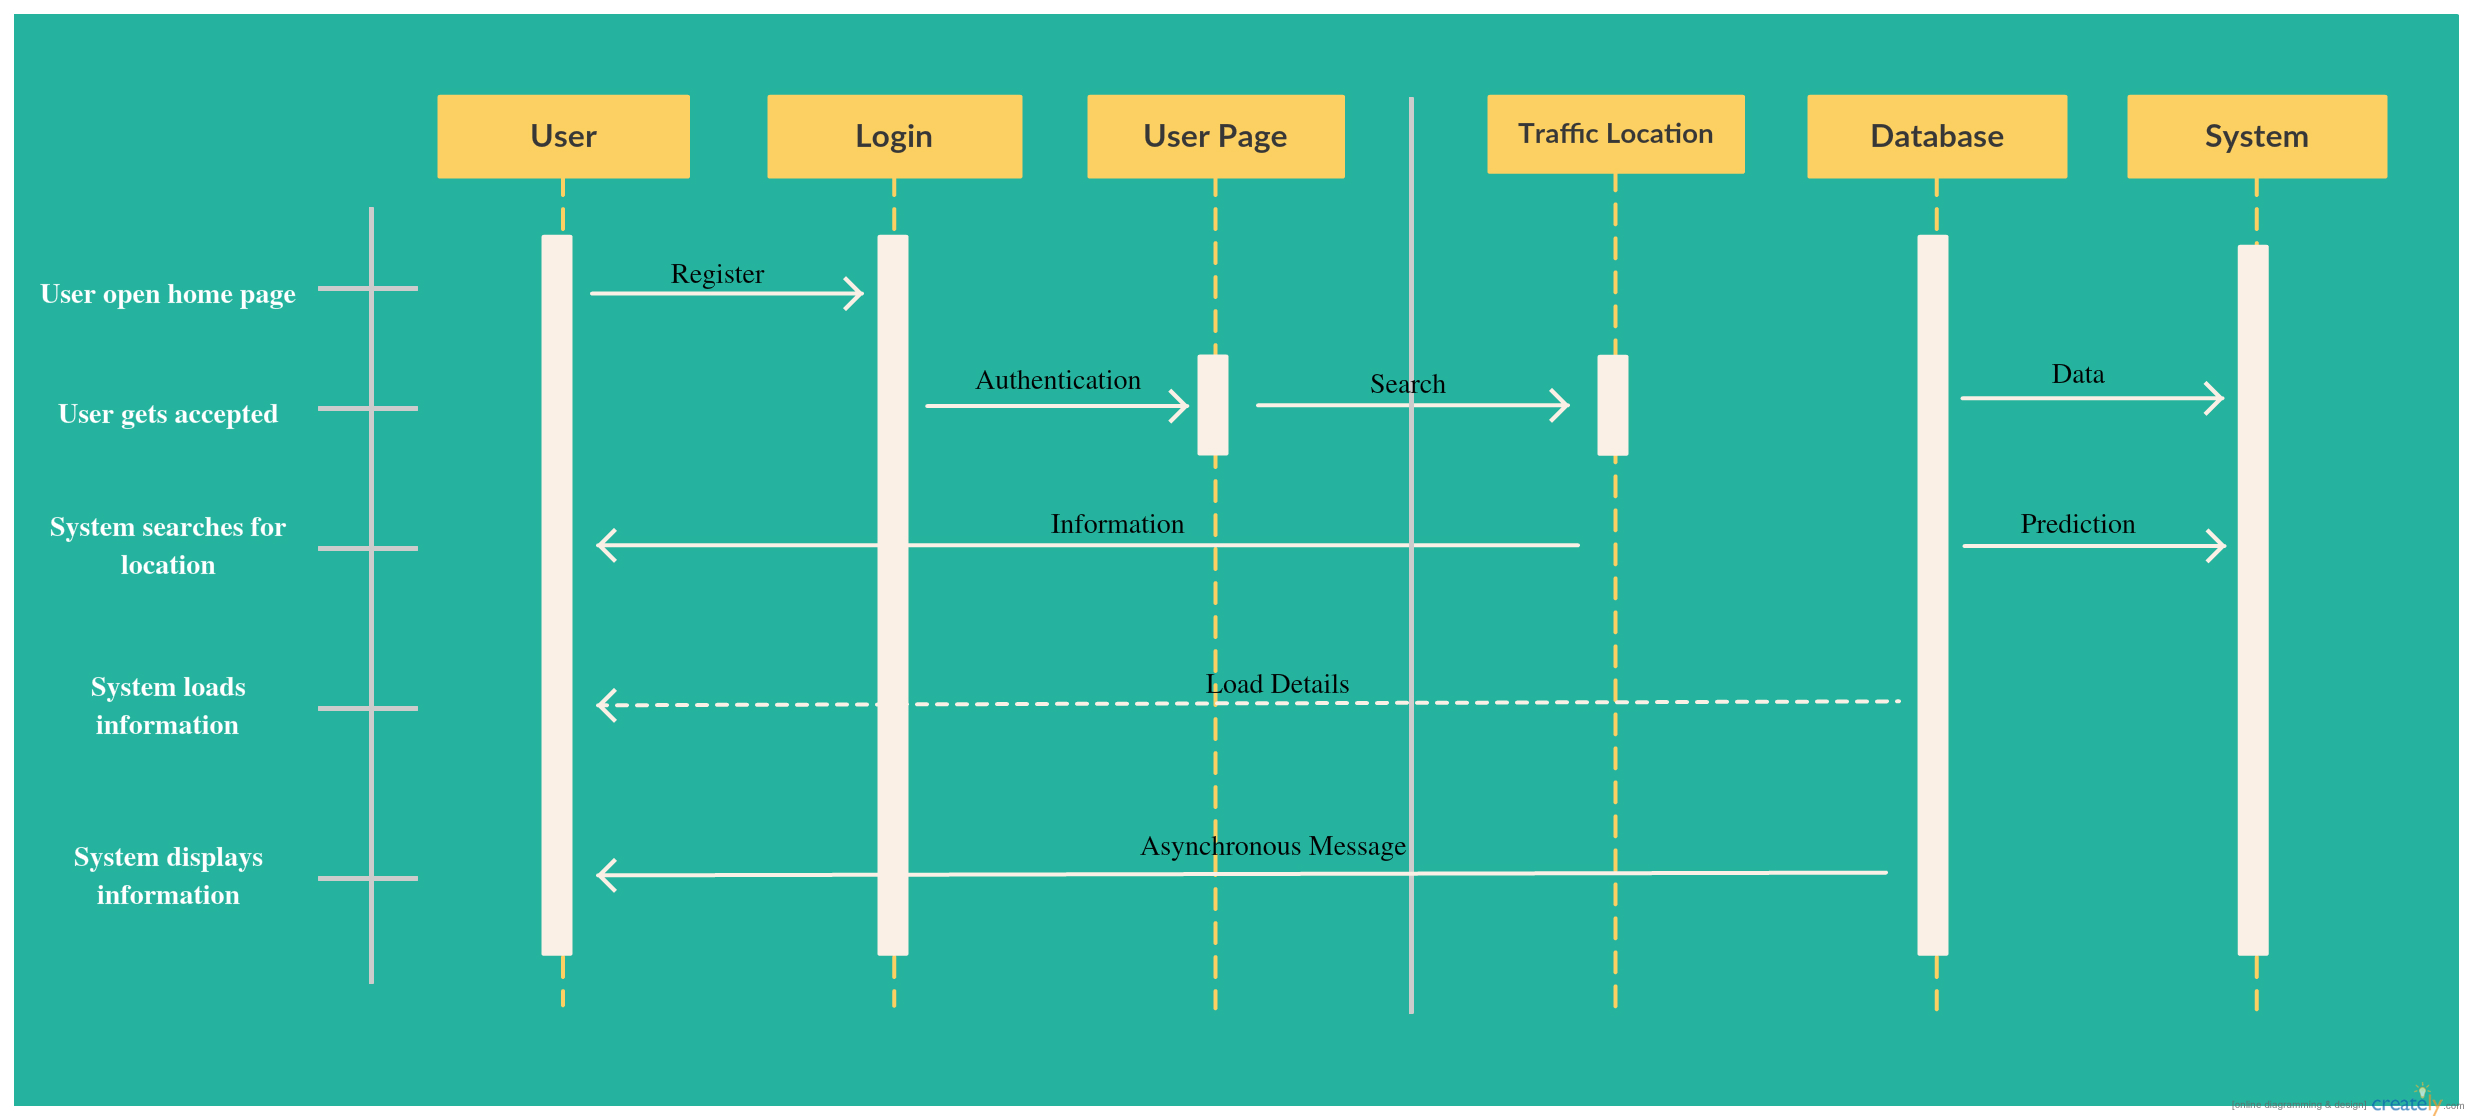 User
Login
User Page
Traffic Location
Database
System
User open home page
Register
User gets accepted
Authentication
Search
Data
System searches for
location
Information
Prediction
System loads
information
Load Details
System displays
information
Asynchronous Message
[online diagramming & design] creately.com